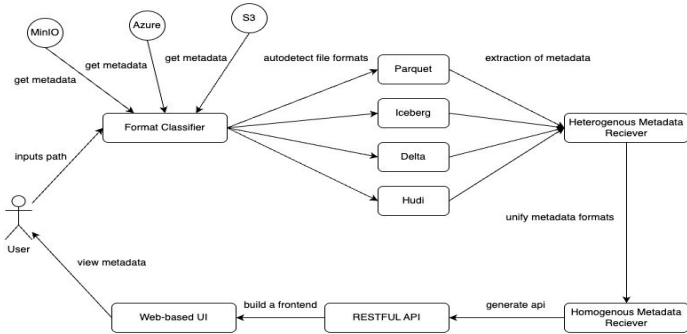 MinIO
Azure
S3
get metadata
get metadata
get metadata
autodetect file formats
extraction of metadata
Parquet
Iceberg
Delta
Hudi
Format Classifier
Heterogenous Metadata
Reciever
inputs path
unify metadata formats
User
view metadata
Web-based UI
build a frontend
RESTFUL API
generate api
Homogenous Metadata
Reciever